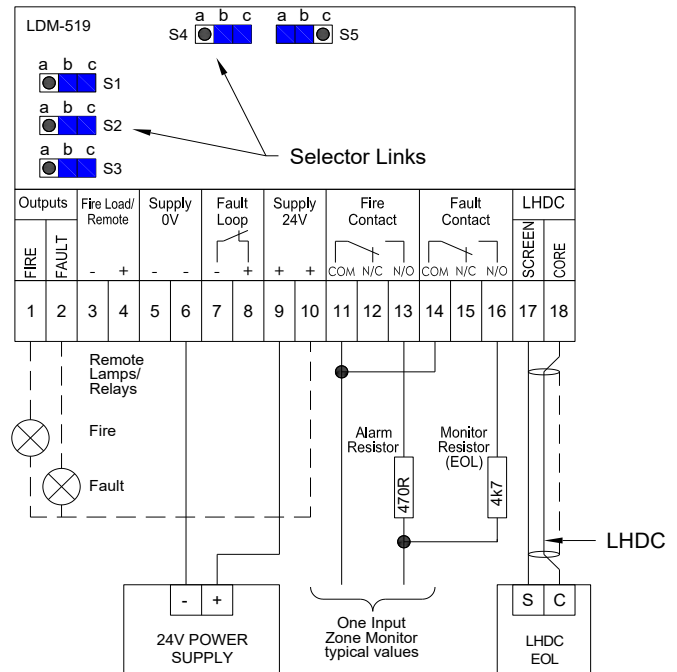 LDM-519
a b c
S4
a b c
S5
a b c
S1
a b c
S2
a b c
S3
Selector Links
Outputs
Fire Load/
Remote
Supply
0V
Fault
Loop
Supply
24V
Fire
Contact
Fault
Contact
LHDC
FIRE
FAULT
- +
- -
- +
+ +
COM N/C N/O
COM N/C N/O
SCREEN
CORE
1 2 3 4 5 6 7 8 9 10 11 12 13 14 15 16 17 18
Remote
Lamps/
Relays
Fire
Fault
Alarm
Resistor
470R
Monitor
Resistor
(EOL)
4k7
LHDC
- +
24V POWER
SUPPLY
One Input
Zone Monitor
typical values
S C
LHDC
EOL